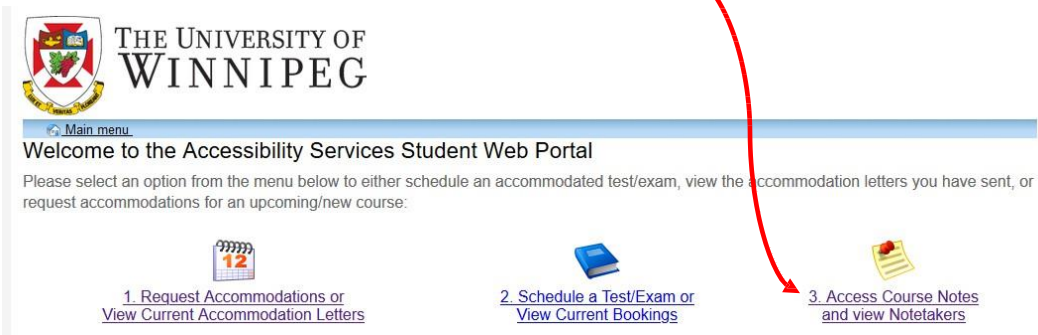 THE UNIVERSITY OF
WINNIPEG
Main menu
Welcome to the Accessibility Services Student Web Portal
Please select an option from the menu below to either schedule an accommodated test/exam, view the accommodation letters you have sent, or
request accommodations for an upcoming/new course:
12
1. Request Accommodations or
View Current Accommodation Letters
2. Schedule a Test/Exam or
View Current Bookings
3. Access Course Notes
and view Notetakers